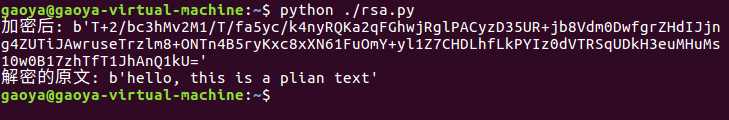 gaoya@gaoya-virtual-machine:~$ python ./rsa.py
加密后: b'T+2/bc3hMv2M1/T/fa5yc/k4nyRQKa2qFGhwjRglPACyzD35UR+jb8Vdm0DwfgrZHdIJjn
g4ZUTiJAwruseTrzlm8+ONTn4B5ryKxc8xXN61FuOmY+yl1Z7CHDLhfLkPYIz0dVTRSqUDkH3euMHuMs
10w0B17zhTfT1JhAnQ1kU='
解密的原文: b'hello, this is a plian text'
gaoya@gaoya-virtual-machine:~$